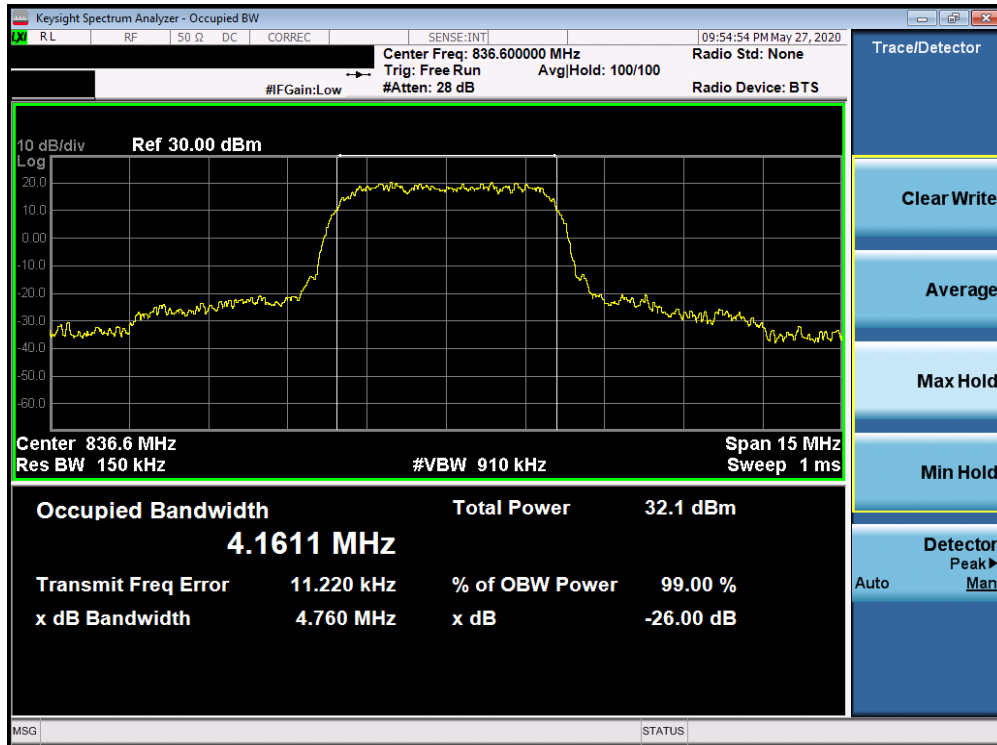 Keysight Spectrum Analyzer - Occupied BW
LXI RL RF 50 Ω DC CORREC SENSE:INT 09:54:54 PM May 27, 2020
Center Freq: 836.600000 MHz Radio Std: None
Trig: Free Run Avg|Hold: 100/100
#IFGain:Low #Atten: 28 dB Radio Device: BTS
10 dB/div Ref 30.00 dBm
Log
20.0
10.0
0.00
-10.0
-20.0
-30.0
-40.0
-50.0
-60.0
Center 836.6 MHz Span 15 MHz
Res BW 150 kHz #VBW 910 kHz Sweep 1 ms
Occupied Bandwidth Total Power 32.1 dBm
4.1611 MHz
Transmit Freq Error 11.220 kHz % of OBW Power 99.00 %
x dB Bandwidth 4.760 MHz x dB -26.00 dB
MSG STATUS
Trace/Detector
Clear Write
Average
Max Hold
Min Hold
Detector
Peak▶
Auto Man